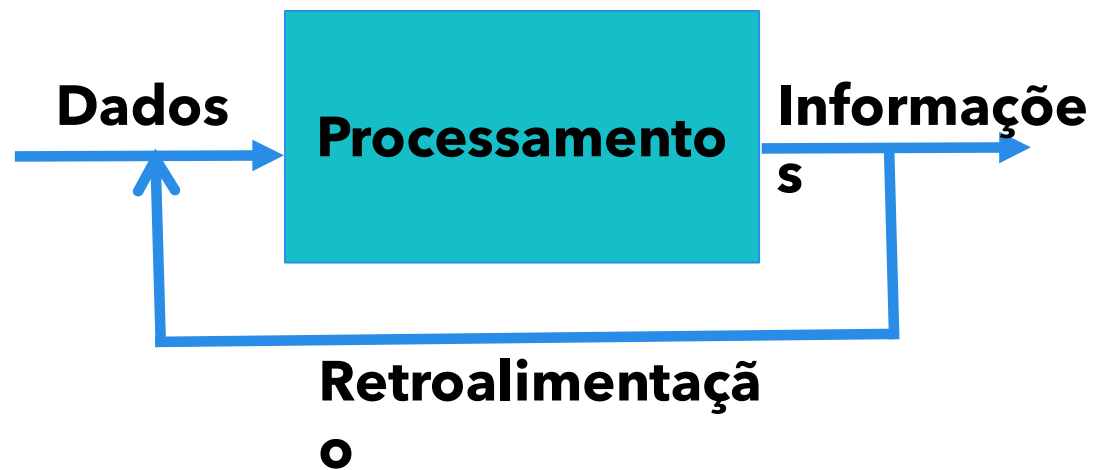 Dados
Processamento
Informaçõe
s
Retroalimentaçã
o